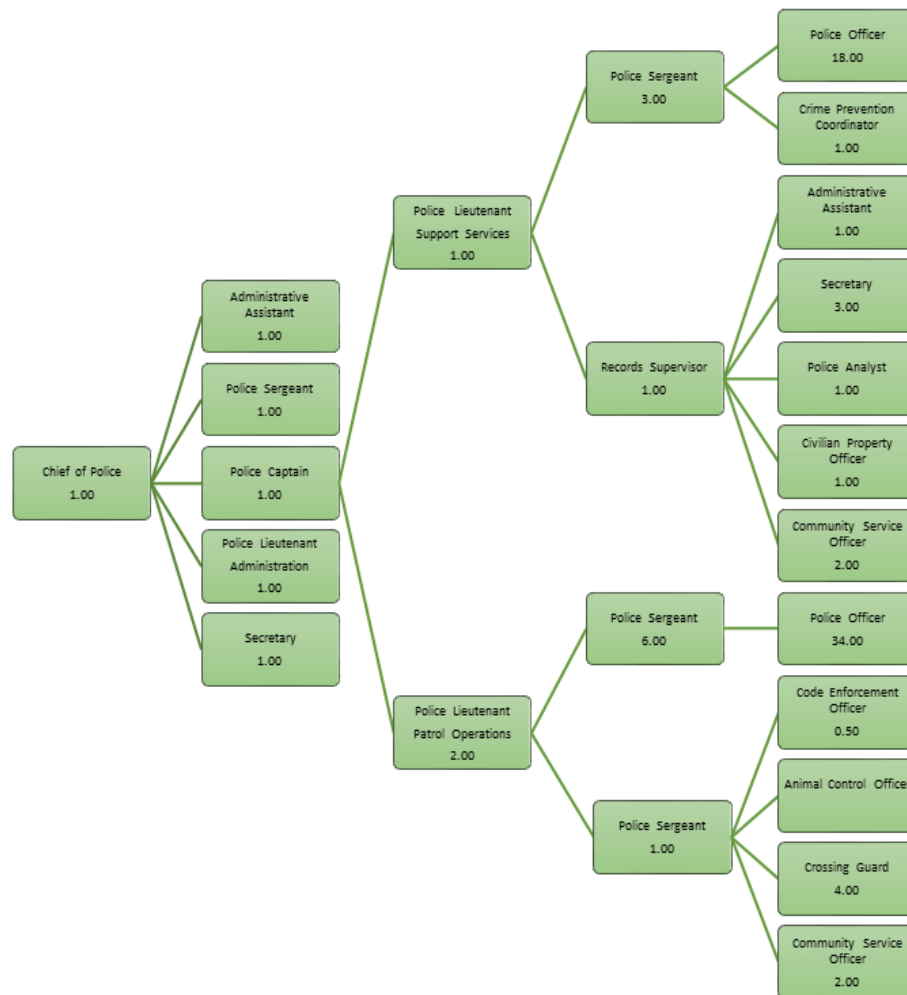 Chief of Police
1.00
Administrative
Assistant
1.00
Police Sergeant
1.00
Police Captain
1.00
Police Lieutenant
Administration
1.00
Secretary
1.00
Police Lieutenant
Support Services
1.00
Police Lieutenant
Patrol Operations
2.00
Police Sergeant
3.00
Records Supervisor
1.00
Police Sergeant
6.00
Police Sergeant
1.00
Police Officer
18.00
Crime Prevention
Coordinator
1.00
Administrative
Assistant
1.00
Secretary
3.00
Police Analyst
1.00
Civilian Property
Officer
1.00
Community Service
Officer
2.00
Police Officer
34.00
Code Enforcement
Officer
0.50
Animal Control Office
Crossing Guard
4.00
Community Service
Officer
2.00